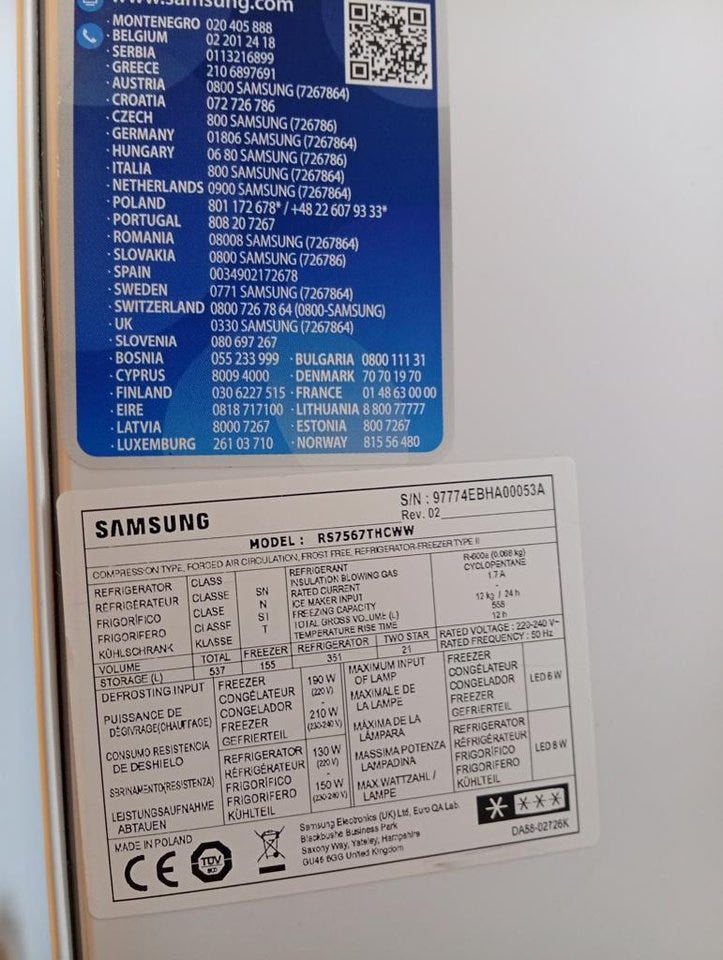 www.samsung.com
· MONTENEGRO 020 405 888
· BELGIUM 02 201 24 18
· SERBIA 0113216899
· GREECE 210 6897691
· AUSTRIA 0800 SAMSUNG (7267864)
· CROATIA 072 726 786
· CZECH 800 SAMSUNG (726786)
· GERMANY 01806 SAMSUNG (7267864)
· HUNGARY 06 80 SAMSUNG (726786)
· ITALIA 800 SAMSUNG (7267864)
· NETHERLANDS 0900 SAMSUNG (7267864)
· POLAND 801 172 678* / +48 22 607 93 33*
· PORTUGAL 808 20 7267
· ROMANIA 08008 SAMSUNG (7267864)
· SLOVAKIA 0800 SAMSUNG (726786)
· SPAIN 0034902172678
· SWEDEN 0771 SAMSUNG (7267864)
· SWITZERLAND 0800 726 78 64 (0800-SAMSUNG)
· UK 0330 SAMSUNG (7267864)
· SLOVENIA 080 697 267
· BOSNIA 055 233 999 · BULGARIA 0800 111 31
· CYPRUS 8009 4000 · DENMARK 70 70 19 70
· FINLAND 030 6227 515 · FRANCE 01 48 63 00 00
· EIRE 0818 717100 · LITHUANIA 8 800 77777
· LATVIA 8000 7267 · ESTONIA 800 7267
· LUXEMBURG 261 03 710 · NORWAY 815 56 480
SAMSUNG
S/N : 97774EBHA00053A
Rev. 02
MODEL : RS7567THCWW
COMPRESSION TYPE, FORCED AIR CIRCULATION, FROST FREE, REFRIGERATOR-FREEZER TYPE II
REFRIGERATOR
RÉFRIGÉRATEUR
FRIGORÍFICO
FRIGORIFERO
KÜHLSCHRANK
CLASS
CLASSE
CLASE
CLASSE
KLASSE
SN
N
ST
T
REFRIGERANT R-600a (0.068 kg)
INSULATION BLOWING GAS CYCLOPENTANE
RATED CURRENT 1.7 A
ICE MAKER INPUT -
FREEZING CAPACITY 12 kg / 24 h
TOTAL GROSS VOLUME (L) 558
TEMPERATURE RISE TIME 12 h
VOLUME
STORAGE (L)
TOTAL FREEZER REFRIGERATOR TWO STAR
537 155 351 21
RATED VOLTAGE : 220-240 V~
RATED FREQUENCY : 50 Hz
DEFROSTING INPUT
PUISSANCE DE
DÉGIVRAGE(CHAUFFAGE)
CONSUMO RESISTENCIA
DE DESHIELO
SBRINAMENTO(RESISTENZA)
LEISTUNGSAUFNAHME
ABTAUEN
FREEZER
CONGÉLATEUR
CONGELADOR
FREEZER
GEFRIERTEIL
190 W
(220 V)
210 W
(230-240 V)
REFRIGERATOR
RÉFRIGÉRATEUR
FRIGORÍFICO
FRIGORIFERO
KÜHLTEIL
130 W
(220 V)
150 W
(230-240 V)
MAXIMUM INPUT
OF LAMP
MAXIMALE DE
LA LAMPE
MÁXIMA DE LA
LÁMPARA
MASSIMA POTENZA
LAMPADINA
MAX WATTZAHL /
LAMPE
FREEZER
CONGÉLATEUR
CONGELADOR
FREEZER
GEFRIERTEIL
REFRIGERATOR
RÉFRIGÉRATEUR
FRIGORÍFICO
FRIGORIFERO
KÜHLTEIL
MADE IN POLAND
CE
TÜV
Samsung Electronics (UK) Ltd, Euro QA Lab.
Blackbushe Business Park
Saxony Way, Yateley, Hampshire
GU46 6GG United Kingdom
DA68-02726K